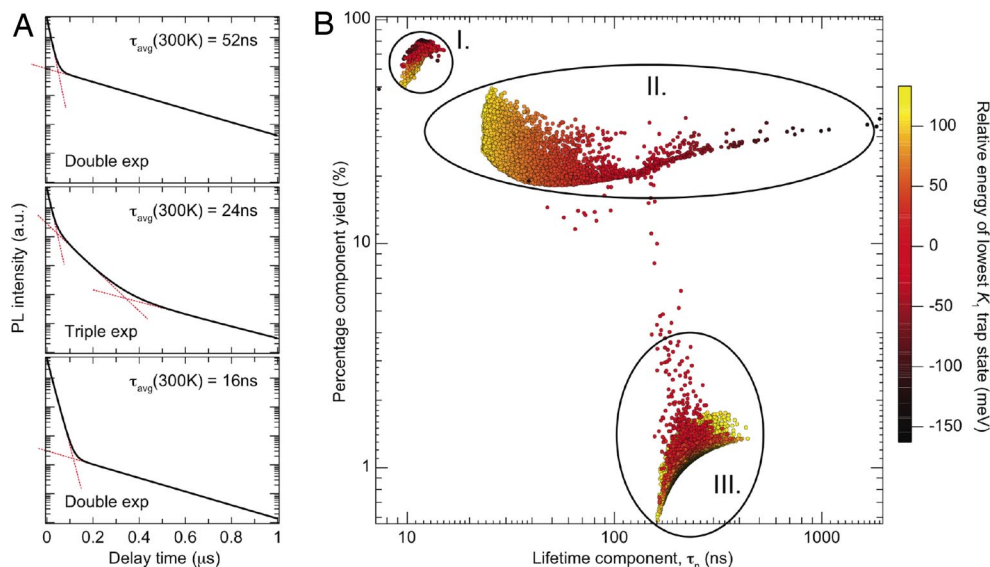 A
τavg(300K) = 52ns
Double exp
τavg(300K) = 24ns
Triple exp
τavg(300K) = 16ns
Double exp
PL intensity (a.u.)
0 0.2 0.4 0.6 0.8 1
Delay time (μs)
B
100
10
1
Percentage component yield (%)
I.
II.
III.
10 100 1000
Lifetime component, τn (ns)
100
50
0
-50
-100
-150
Relative energy of lowest K, trap state (meV)